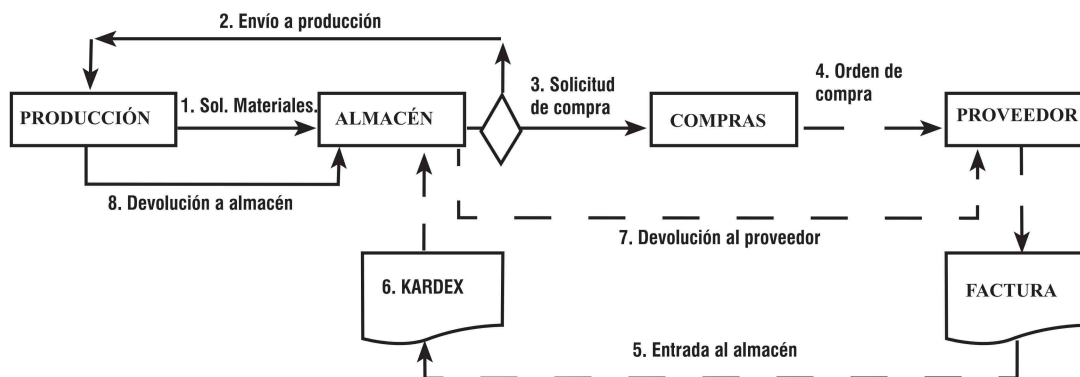 2. Envío a producción
PRODUCCIÓN
1. Sol. Materiales.
ALMACÉN
3. Solicitud
de compra
COMPRAS
4. Orden de
compra
PROVEEDOR
8. Devolución a almacén
7. Devolución al proveedor
6. KARDEX
FACTURA
5. Entrada al almacén